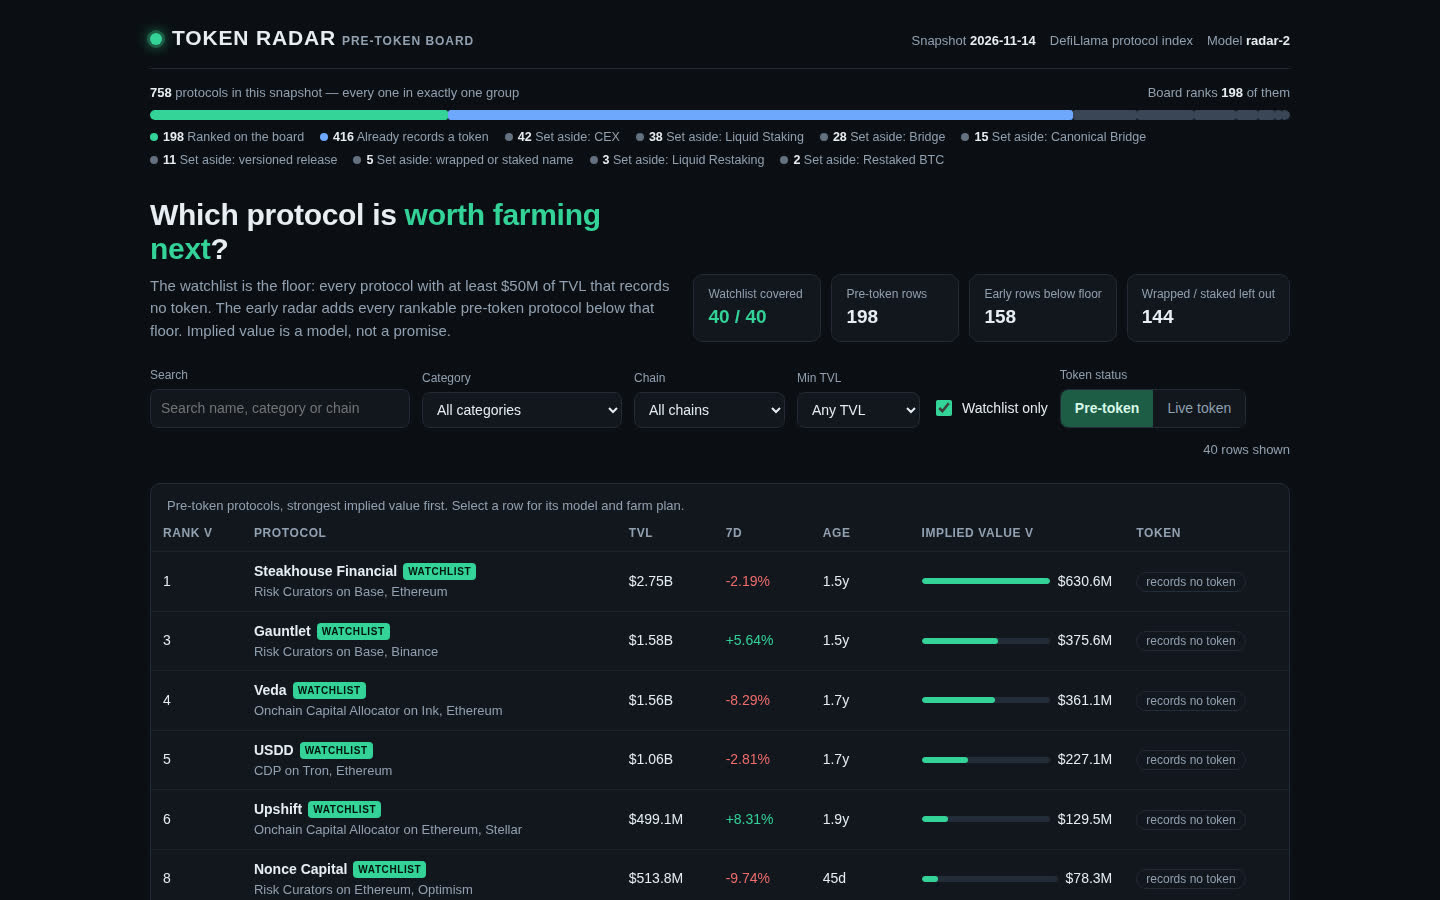 TOKEN RADAR PRE-TOKEN BOARD
Snapshot 2026-11-14 DefiLlama protocol index Model radar-2
758 protocols in this snapshot — every one in exactly one group
Board ranks 198 of them
198 Ranked on the board 416 Already records a token 42 Set aside: CEX 38 Set aside: Liquid Staking 28 Set aside: Bridge 15 Set aside: Canonical Bridge
11 Set aside: versioned release 5 Set aside: wrapped or staked name 3 Set aside: Liquid Restaking 2 Set aside: Restaked BTC
Which protocol is worth farming
next?
The watchlist is the floor: every protocol with at least $50M of TVL that records
no token. The early radar adds every rankable pre-token protocol below that
floor. Implied value is a model, not a promise.
Watchlist covered
40 / 40
Pre-token rows
198
Early rows below floor
158
Wrapped / staked left out
144
Search
Search name, category or chain
Category
All categories
Chain
All chains
Min TVL
Any TVL
Watchlist only
Token status
Pre-token Live token
40 rows shown
Pre-token protocols, strongest implied value first. Select a row for its model and farm plan.
RANK V PROTOCOL TVL 7D AGE IMPLIED VALUE V TOKEN
1 Steakhouse Financial WATCHLIST $2.75B -2.19% 1.5y $630.6M records no token
Risk Curators on Base, Ethereum
3 Gauntlet WATCHLIST $1.58B +5.64% 1.5y $375.6M records no token
Risk Curators on Base, Binance
4 Veda WATCHLIST $1.56B -8.29% 1.7y $361.1M records no token
Onchain Capital Allocator on Ink, Ethereum
5 USDD WATCHLIST $1.06B -2.81% 1.7y $227.1M records no token
CDP on Tron, Ethereum
6 Upshift WATCHLIST $499.1M +8.31% 1.9y $129.5M records no token
Onchain Capital Allocator on Ethereum, Stellar
8 Nonce Capital WATCHLIST $513.8M -9.74% 45d $78.3M records no token
Risk Curators on Ethereum, Optimism